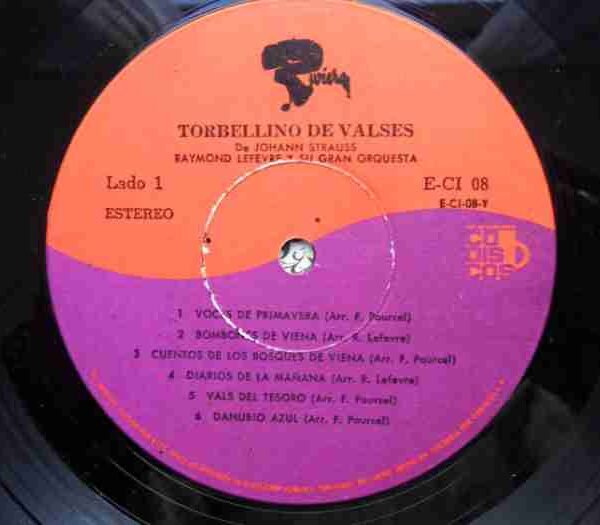 Riviera
TORBELLINO DE VALSES
De JOHANN STRAUSS
RAYMOND LEFEVRE Y SU GRAN ORQUESTA
Lado 1
E-CI 08
ESTEREO
E-CI-08-Y
codiscos
1 VOCES DE PRIMAVERA (Arr. F. Pourcel)
2 BOMBONES DE VIENA (Arr. R. Lefevre)
3 CUENTOS DE LOS BOSQUES DE VIENA (Arr. F. Pourcel)
4 DIARIOS DE LA MAÑANA (Arr. R. Lefevre)
5 VALS DEL TESORO (Arr. F. Pourcel)
6 DANUBIO AZUL (Arr. F. Pourcel)